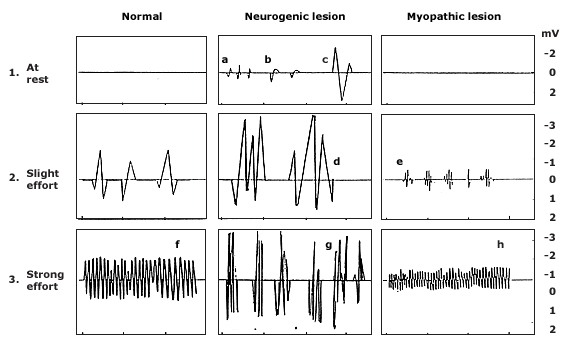 Normal Neurogenic lesion Myopathic lesion
mV
1. At rest
a b c
-2
0
2
2. Slight effort
d
e
-3
-2
-1
0
1
2
3. Strong effort
f
g
h
-3
-2
-1
0
1
2